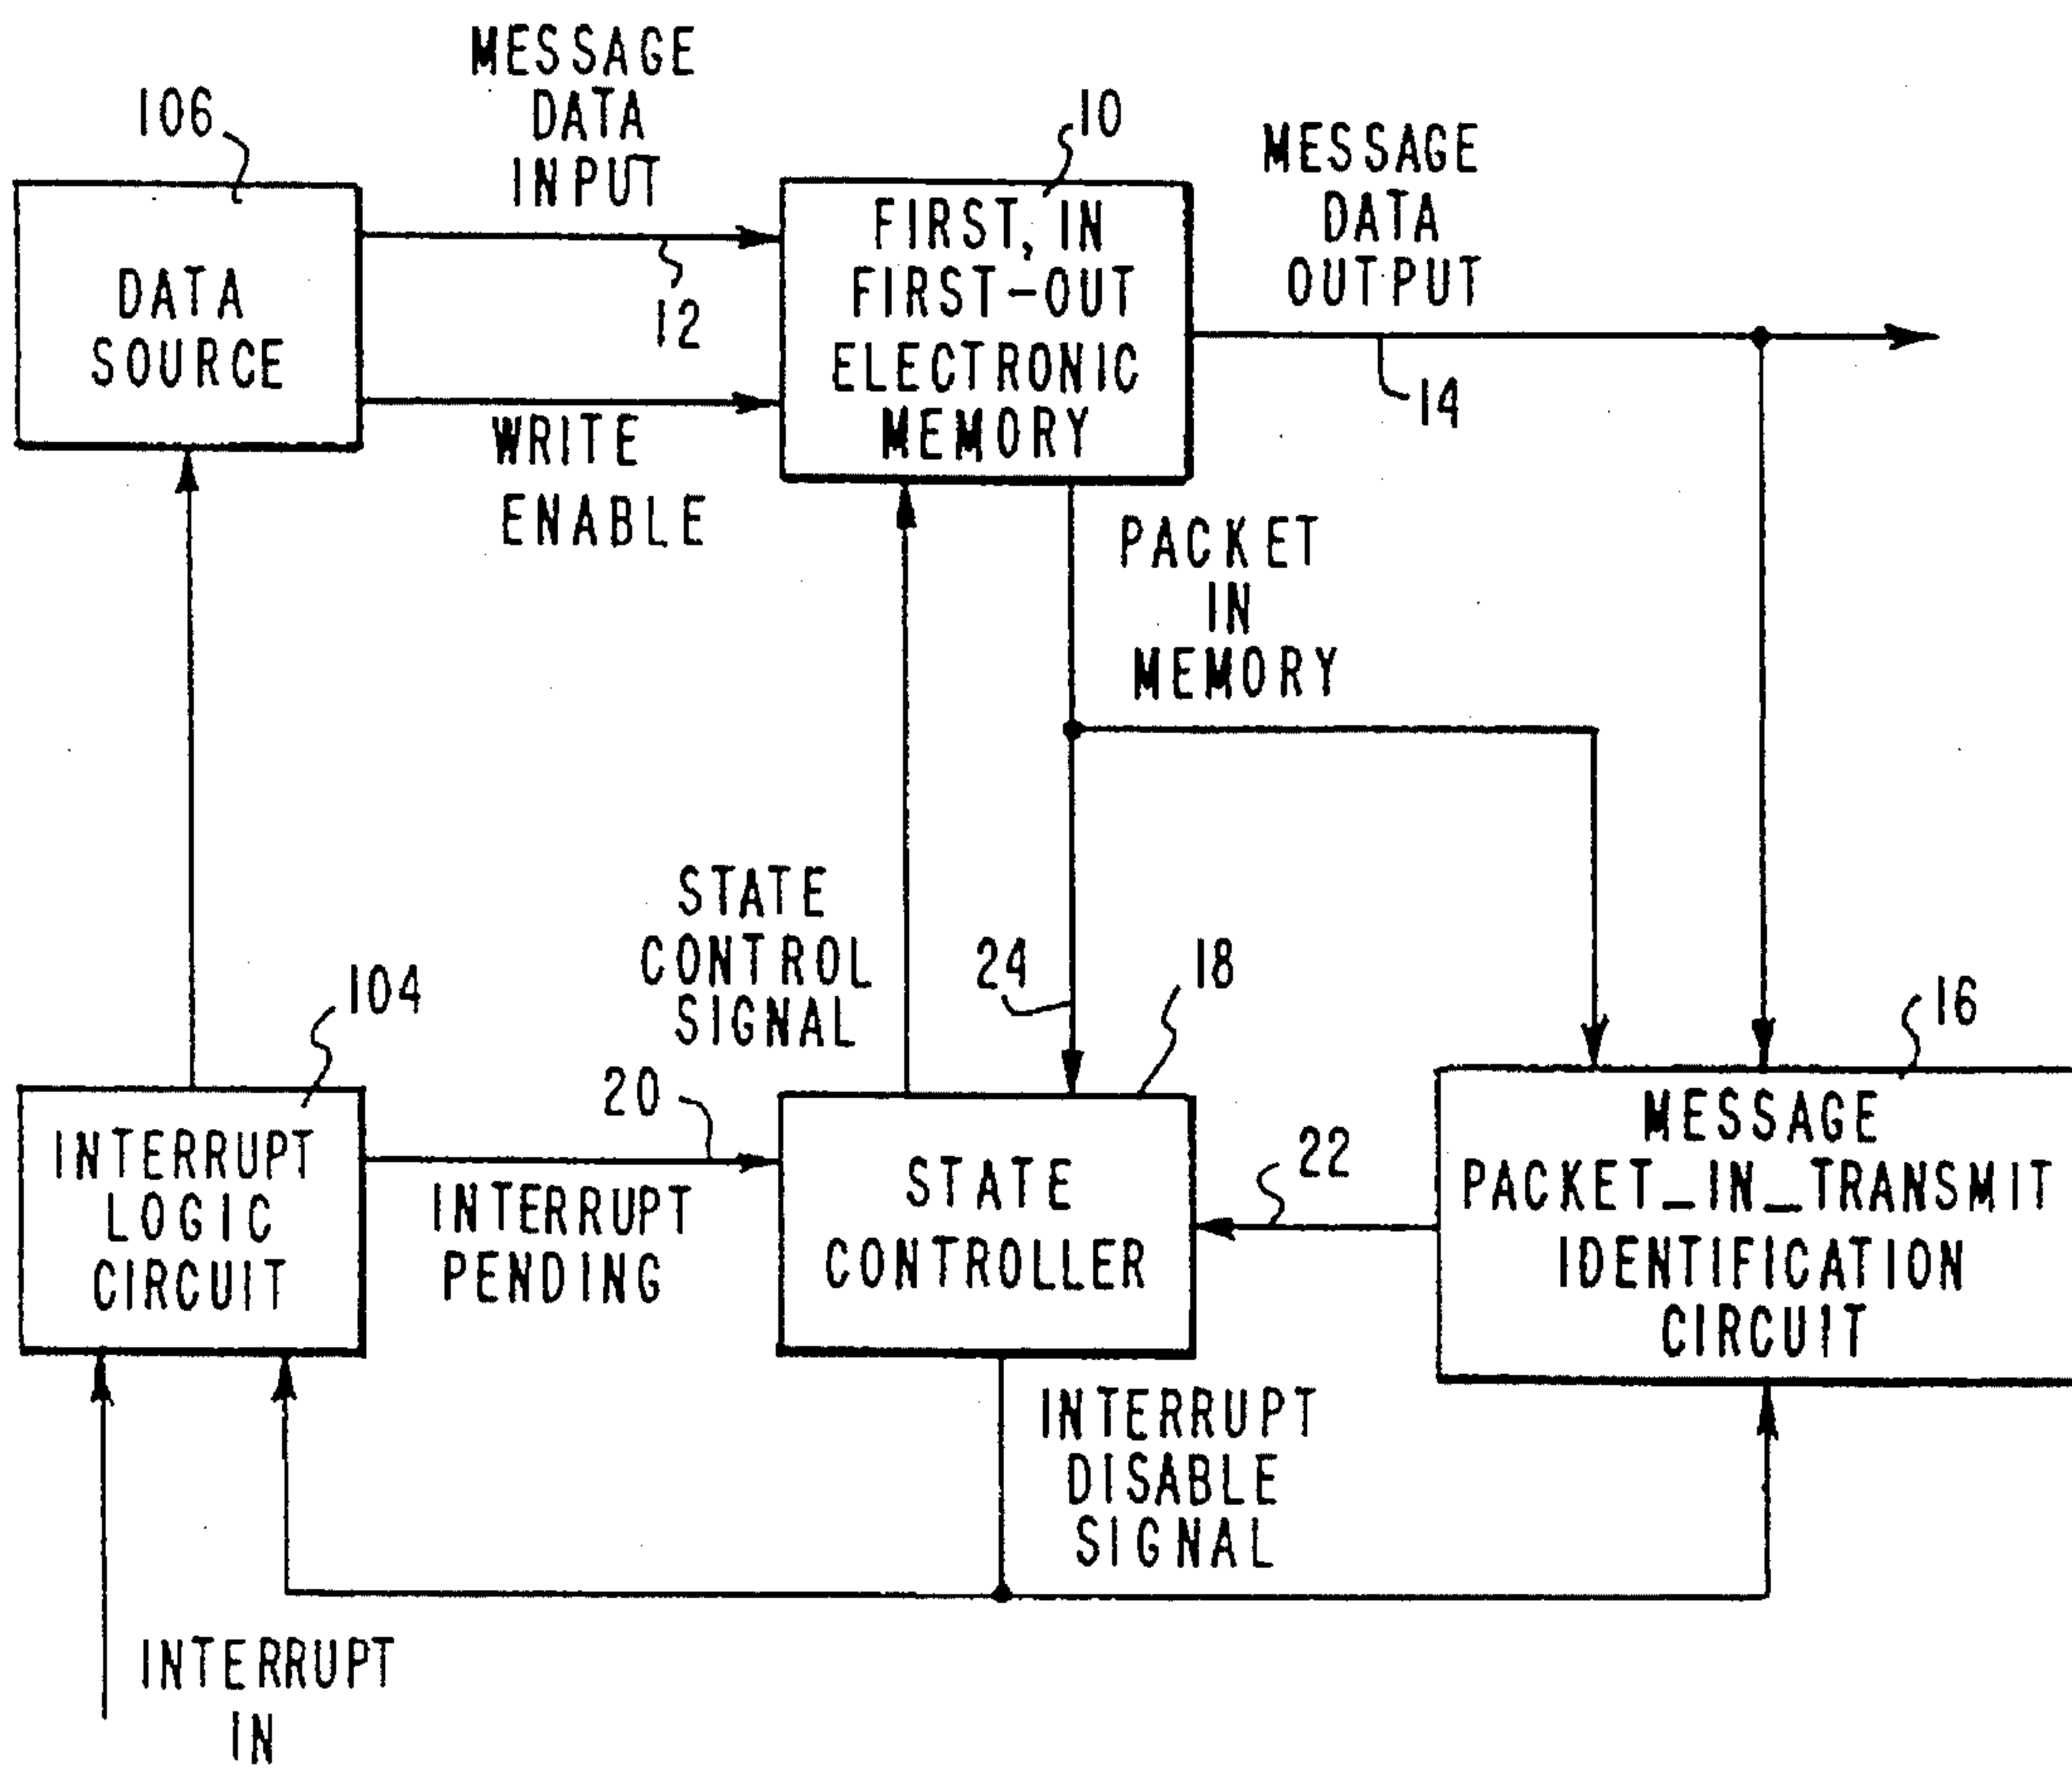 MESSAGE
DATA
INPUT
106
10
MESSAGE
DATA
OUTPUT
DATA
SOURCE
12
FIRST, IN
FIRST-OUT
ELECTRONIC
MEMORY
14
WRITE
ENABLE
PACKET
IN
MEMORY
STATE
CONTROL
SIGNAL
24
18
16
104
20
INTERRUPT
LOGIC
CIRCUIT
INTERRUPT
PENDING
STATE
CONTROLLER
22
MESSAGE
PACKET_IN_TRANSMIT
IDENTIFICATION
CIRCUIT
INTERRUPT
DISABLE
SIGNAL
INTERRUPT
IN